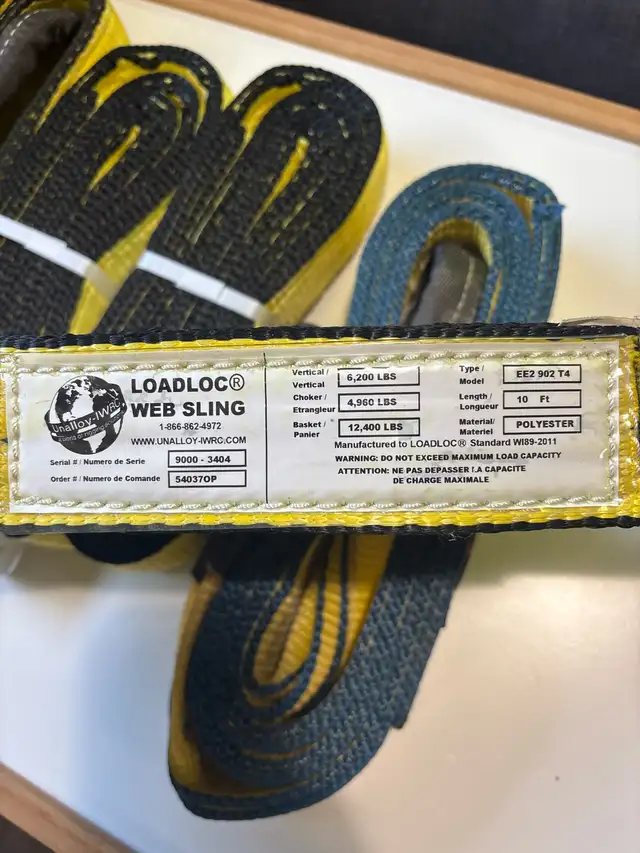 Unalloy-IWRC
LOADLOC®
WEB SLING
1-866-862-4972
WWW.UNALLOY-IWRC.COM
Serial # / Numero de Serie 9000 - 3404
Order # / Numero de Comande 54037OP
Vertical / Vertical 6,200 LBS
Choker / Etrangleur 4,960 LBS
Basket / Panier 12,400 LBS
Type / Model EE2 902 T4
Length / Longueur 10 Ft
Material/ Materiel POLYESTER
Manufactured to LOADLOC® Standard WI89-2011
WARNING: DO NOT EXCEED MAXIMUM LOAD CAPACITY
ATTENTION: NE PAS DEPASSER LA CAPACITE
DE CHARGE MAXIMALE